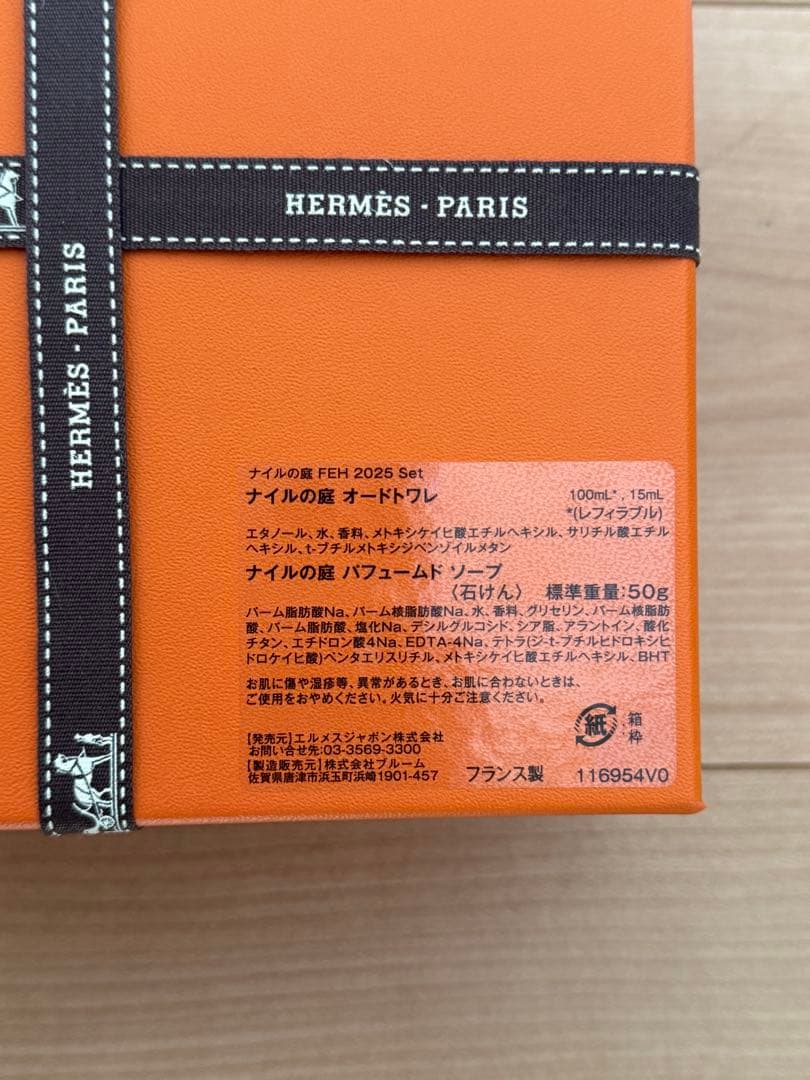 HERMÈS - PARIS
HERMÈS - PARIS
ナイルの庭 FEH 2025 Set
ナイルの庭 オードトワレ 100mL*, 15mL
*(レフィラブル)
エタノール、水、香料、メトキシケイヒ酸エチルヘキシル、サリチル酸エチル
ヘキシル、t-ブチルメトキシジベンゾイルメタン
ナイルの庭 パフュームド ソープ
〈石けん〉 標準重量:50g
パーム脂肪酸Na、パーム核脂肪酸Na、水、香料、グリセリン、パーム核脂肪
酸、パーム脂肪酸、塩化Na、デシルグルコシド、シア脂、アラントイン、酸化
チタン、エチドロン酸4Na、EDTA-4Na、テトラ(ジ-t-ブチルヒドロキシヒ
ドロケイヒ酸)ペンタエリスリチル、メトキシケイヒ酸エチルヘキシル、BHT
お肌に傷や湿疹等、異常があるとき、お肌に合わないときは、
ご使用をおやめください。火気に十分ご注意ください。
紙 箱
枠
【発売元】エルメスジャポン株式会社
お問い合せ先:03-3569-3300
【製造販売元】株式会社ブルーム
佐賀県唐津市浜玉町浜崎1901-457
フランス製 116954V0